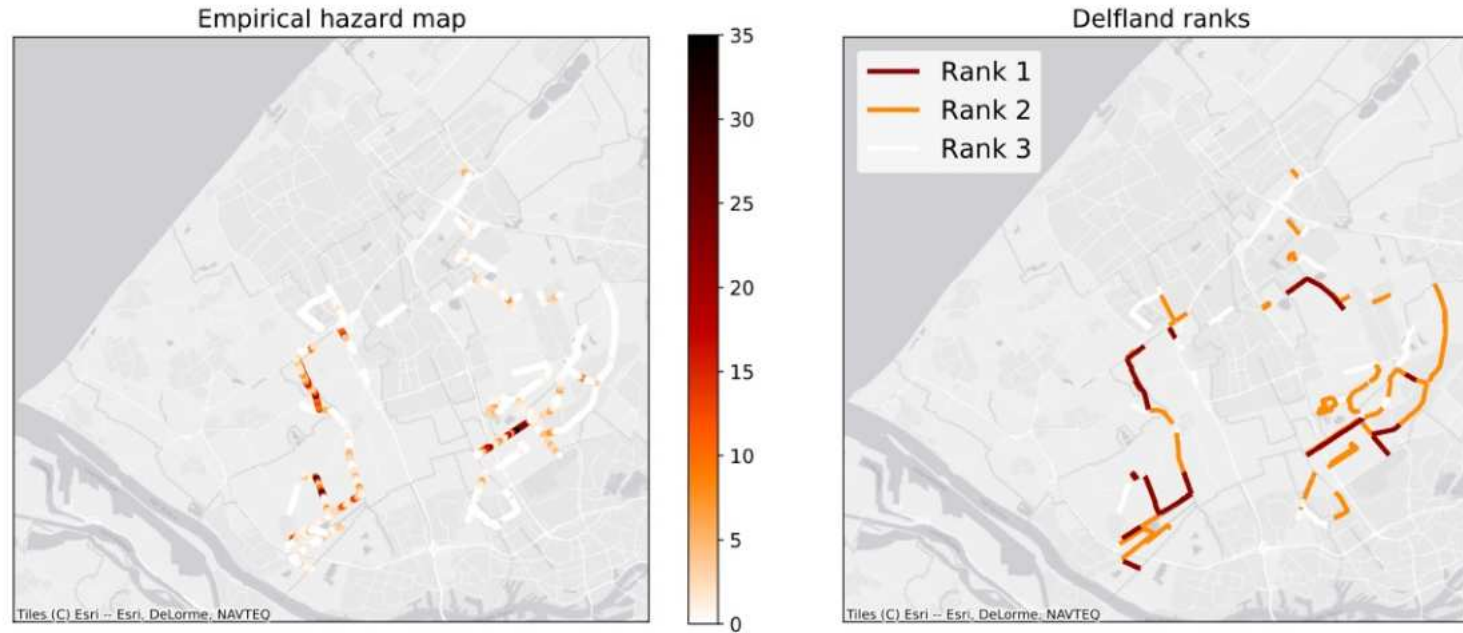 Empirical hazard map
35
30
25
20
15
10
5
0
Tiles (C) Esri -- Esri, DeLorme, NAVTEQ
Delfland ranks
Rank 1
Rank 2
Rank 3
Tiles (C) Esri -- Esri, DeLorme, NAVTEQ